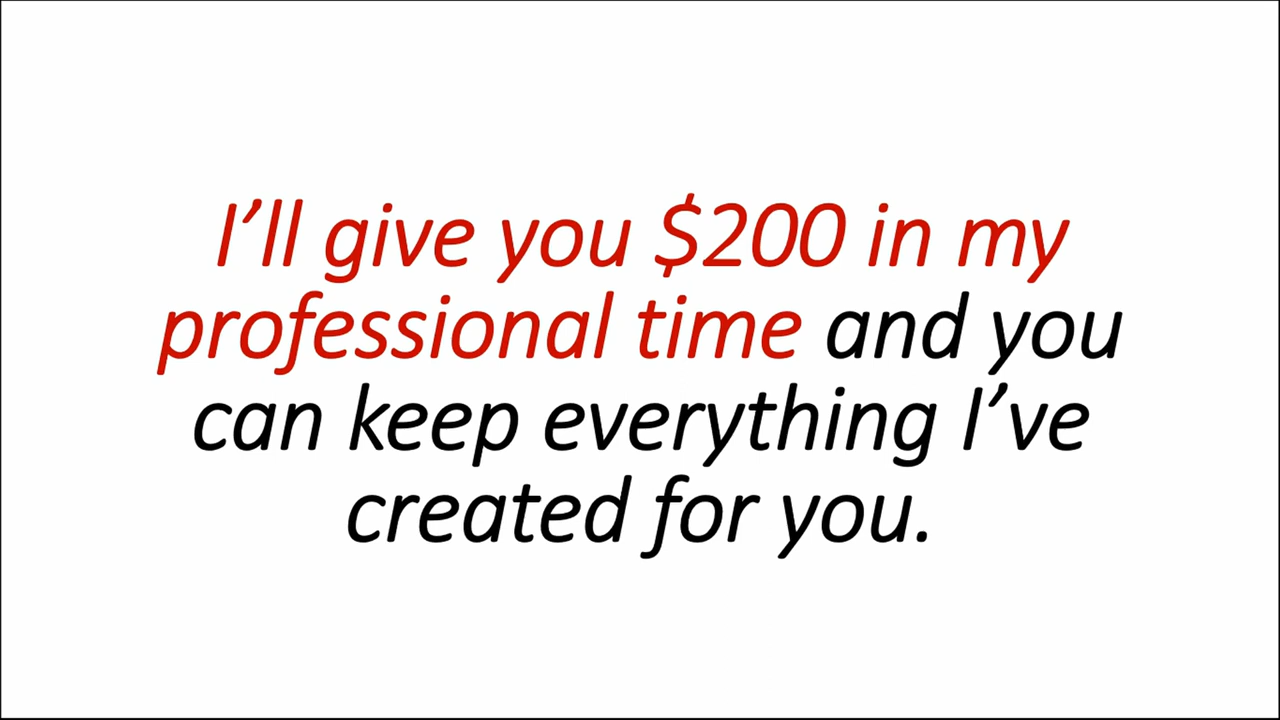 I’ll give you $200 in my
professional time and you
can keep everything I’ve
created for you.